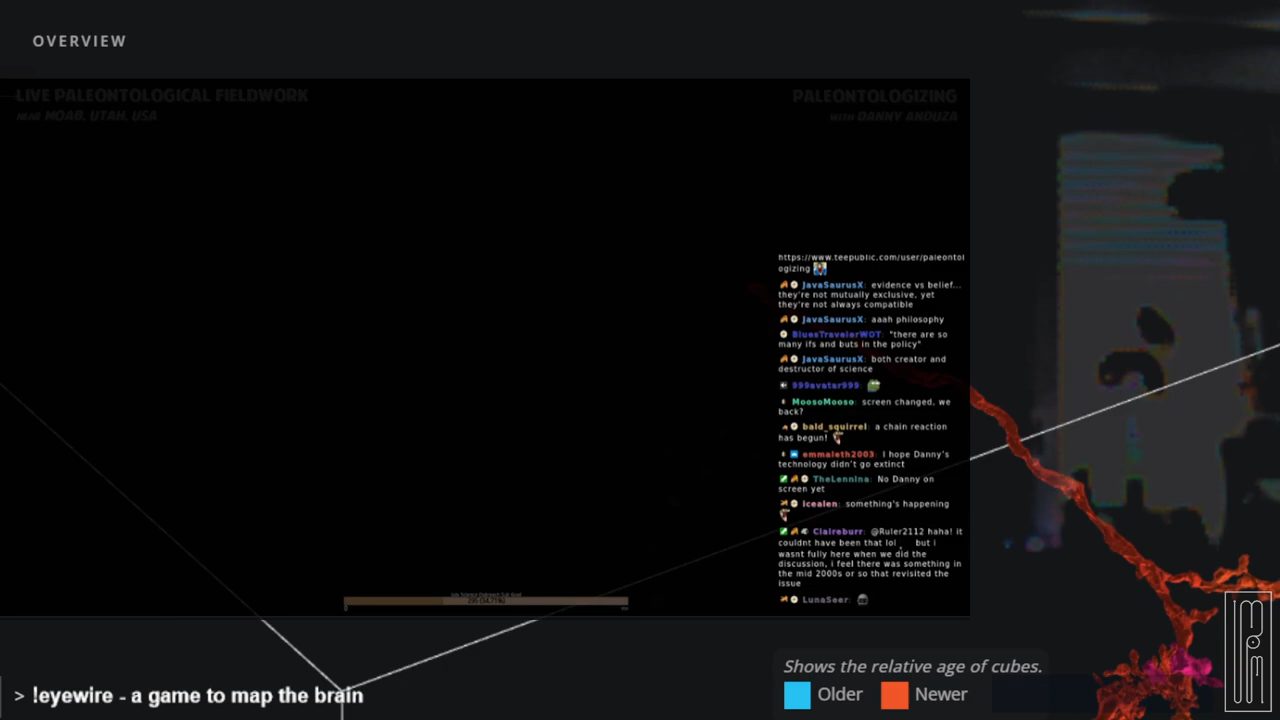 OVERVIEW
LIVE PALEONTOLOGICAL FIELDWORK
NEAR MOAB, UTAH, USA
PALEONTOLOGIZING
WITH DANNY ANDUZA
https://www.teepublic.com/user/paleontol
ogizing
JavaSaurusX: evidence vs belief...
they're not mutually exclusive, yet
they're not always compatible
JavaSaurusX: aaah philosophy
BluesTravelerWOT: "there are so
many ifs and buts in the policy"
JavaSaurusX: both creator and
destructor of science
999avatar999:
MoosoMooso: screen changed, we
back?
bald_squirrel: a chain reaction
has begun!
emmaleth2003: I hope Danny's
technology didn't go extinct
TheLennina: No Danny on
screen yet
icealen: something's happening
Claireburr: @Ruler2112 haha! it
couldnt have been that lol, but i
wasnt fully here when we did the
discussion, i feel there was something in
the mid 2000s or so that revisited the
issue
LunaSeer:
> !eyewire - a game to map the brain
Shows the relative age of cubes.
Older Newer